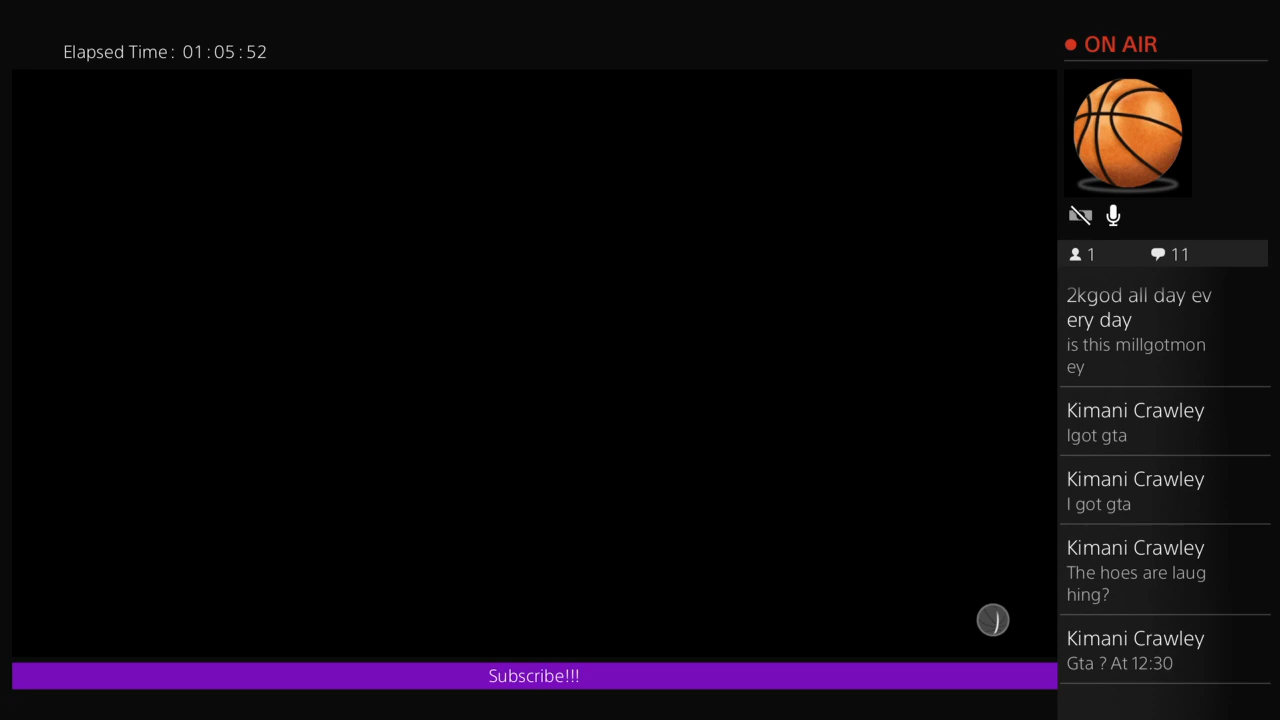 Elapsed Time: 01:05:52
ON AIR
1 11
2kgod all day ev
ery day
is this millgotmon
ey
Kimani Crawley
Igot gta
Kimani Crawley
I got gta
Kimani Crawley
The hoes are laug
hing?
Kimani Crawley
Gta ? At 12:30
Subscribe!!!